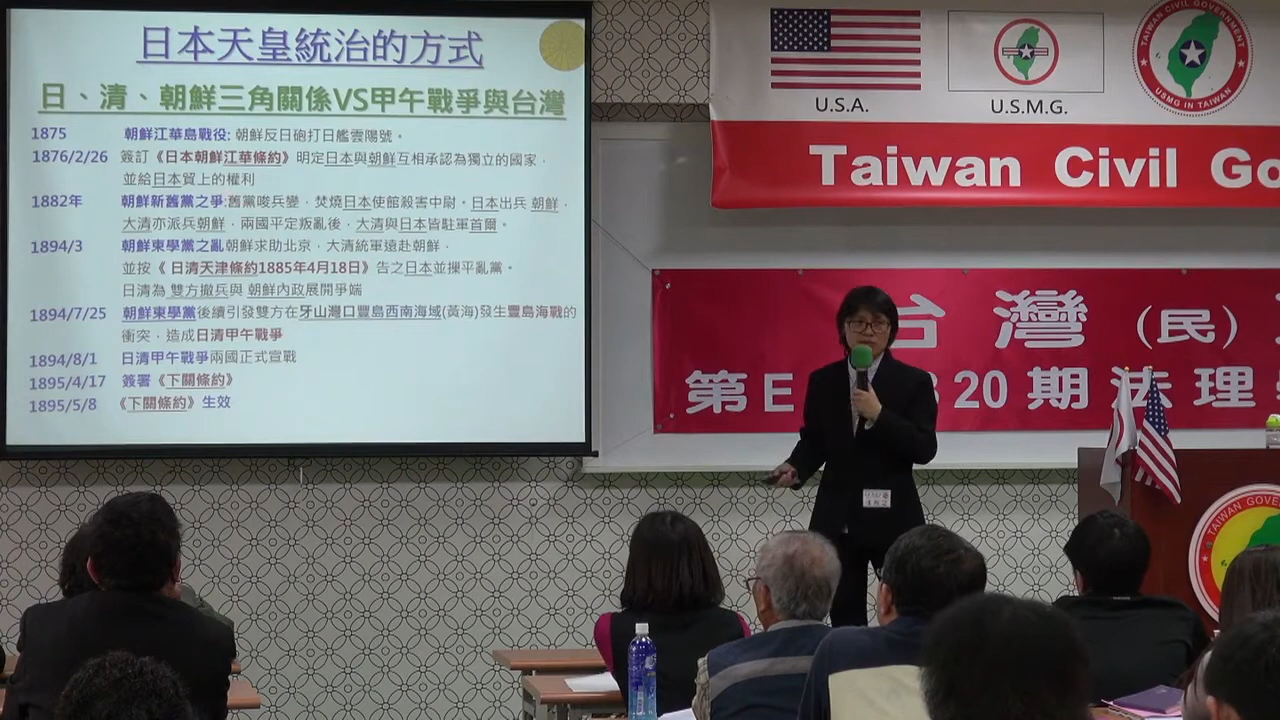 日本天皇統治的方式
日、清、朝鮮三角關係VS甲午戰爭與台灣
1875 朝鮮江華島戰役: 朝鮮反日砲打日艦雲陽號。
1876/2/26 簽訂《日本朝鮮江華條約》明定日本與朝鮮互相承認為獨立的國家，
並給日本貿上的權利
1882年 朝鮮新舊黨之爭:舊黨唆兵變，焚燒日本使館殺害中尉。日本出兵 朝鮮，
大清亦派兵朝鮮，兩國平定叛亂後，大清與日本皆駐軍首爾。
1894/3 朝鮮東學黨之亂朝鮮求助北京，大清統軍遠赴朝鮮，
並按《 日清天津條約1885年4月18日》告之日本並摷平亂黨。
日清為 雙方撤兵與 朝鮮內政展開爭端
1894/7/25 朝鮮東學黨後續引發雙方在牙山灣口豐島西南海域(黃海)發生豐島海戰的
衝突，造成日清甲午戰爭
1894/8/1 日清甲午戰爭兩國正式宣戰
1895/4/17 簽署《下關條約》
1895/5/8 《下關條約》生效
U.S.A.
U.S.M.G.
TAIWAN CIVIL GOVERNMENT
USMG IN TAIWAN
Taiwan Civil Go
台灣（民）
第E 20期法理
TAIWAN GOVER